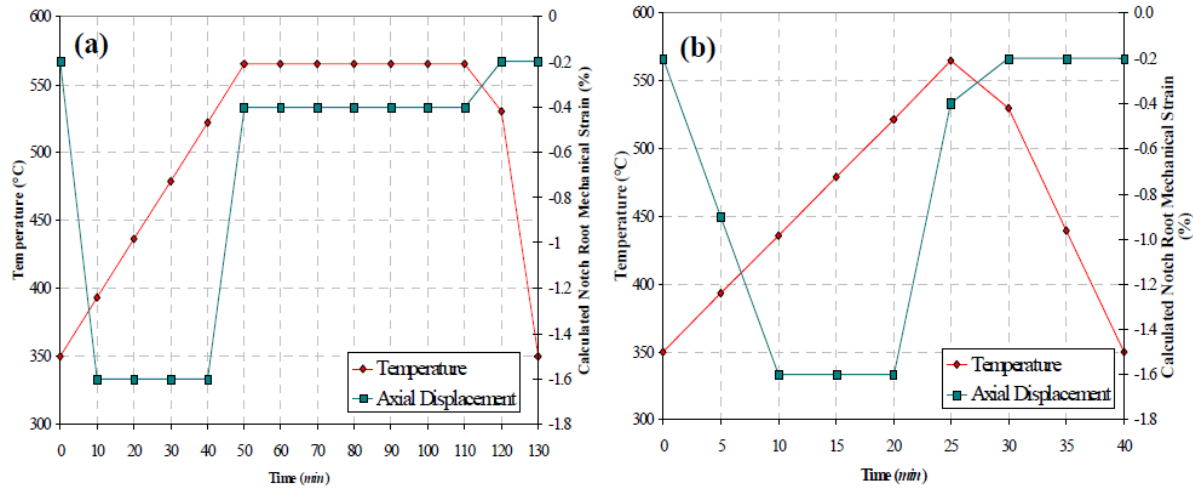 (a)
600
550
500
450
400
350
300
Temperature (°C)
0
-0.2
-0.4
-0.6
-0.8
-1
-1.2
-1.4
-1.6
-1.8
Calculated Notch Root Mechanical Strain (%)
Temperature
Axial Displacement
0 10 20 30 40 50 60 70 80 90 100 110 120 130
Time (min)
(b)
600
550
500
450
400
350
300
Temperature (°C)
0.0
-0.2
-0.4
-0.6
-0.8
-1.0
-1.2
-1.4
-1.6
-1.8
Calculated Notch Root Mechanical Strain
(%)
Temperature
Axial Displacement
0 5 10 15 20 25 30 35 40
Time (min)